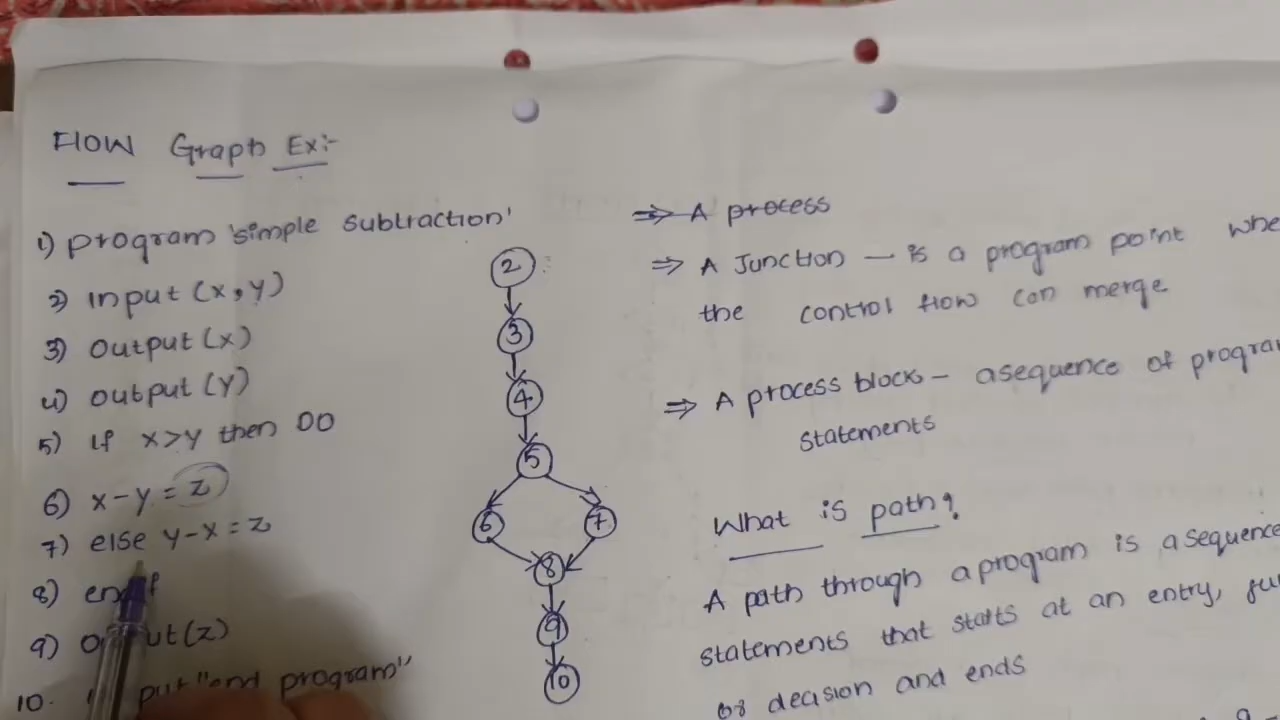 Flow Graph Ex:-
1) program 'simple subtraction'
2) input (x, y)
3) output (x)
4) output (y)
5) if x>y then DO
6) x-y = z
7) else y-x = z
8)
9) (z)
10. "end program"
2
3
4
5
6 7
8
9
10
⇒ A process
⇒ A Junction — is a program point
the control flow can merge
⇒ A process block - a sequence of
statements
What is path?
A path through a program is a sequence
statements that starts at an entry,
or decision and ends